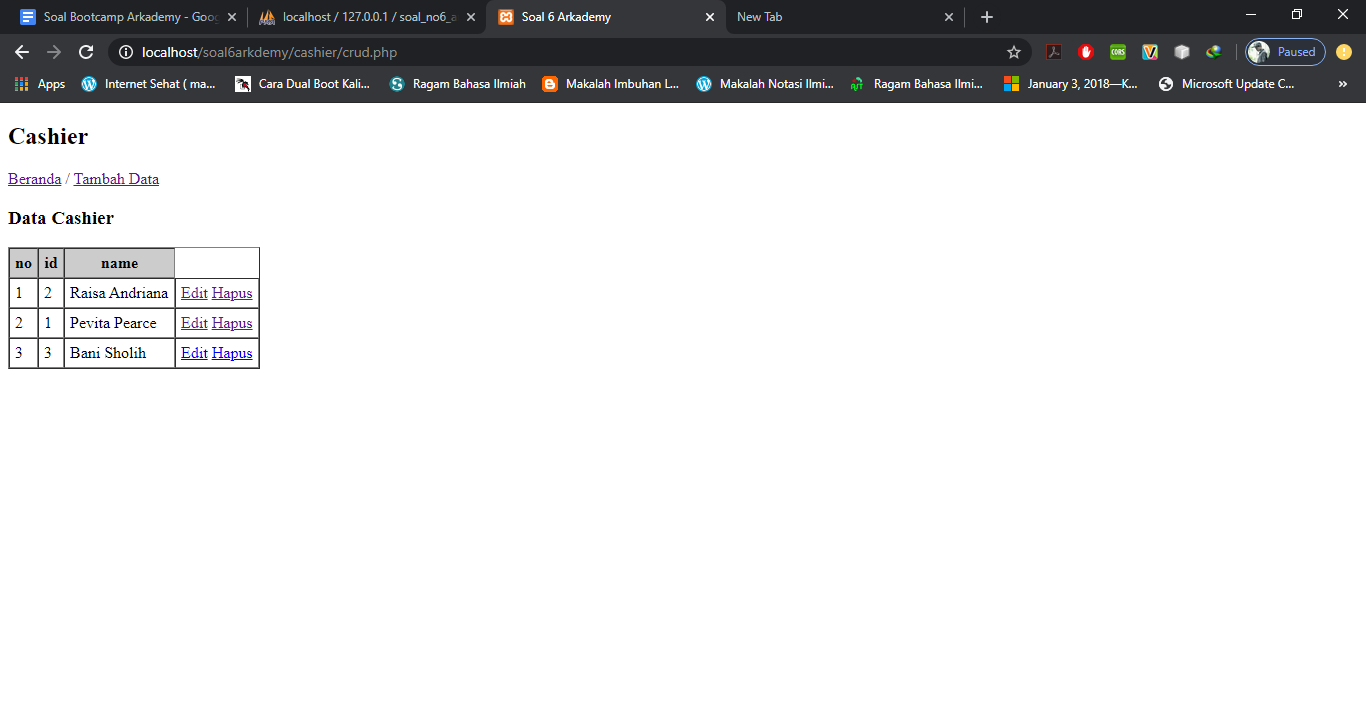 Soal Bootcamp Arkademy - Goog
localhost / 127.0.0.1 / soal_no6_a
Soal 6 Arkademy
New Tab
localhost/soal6arkdemy/cashier/crud.php
CORS
Paused
Apps
Internet Sehat ( ma...
Cara Dual Boot Kali...
Ragam Bahasa Ilmiah
Makalah Imbuhan L...
Makalah Notasi Ilmi...
Ragam Bahasa Ilmi...
January 3, 2018—K...
Microsoft Update C...
Cashier
Beranda / Tambah Data
Data Cashier
no id name
1 2 Raisa Andriana Edit Hapus
2 1 Pevita Pearce Edit Hapus
3 3 Bani Sholih Edit Hapus